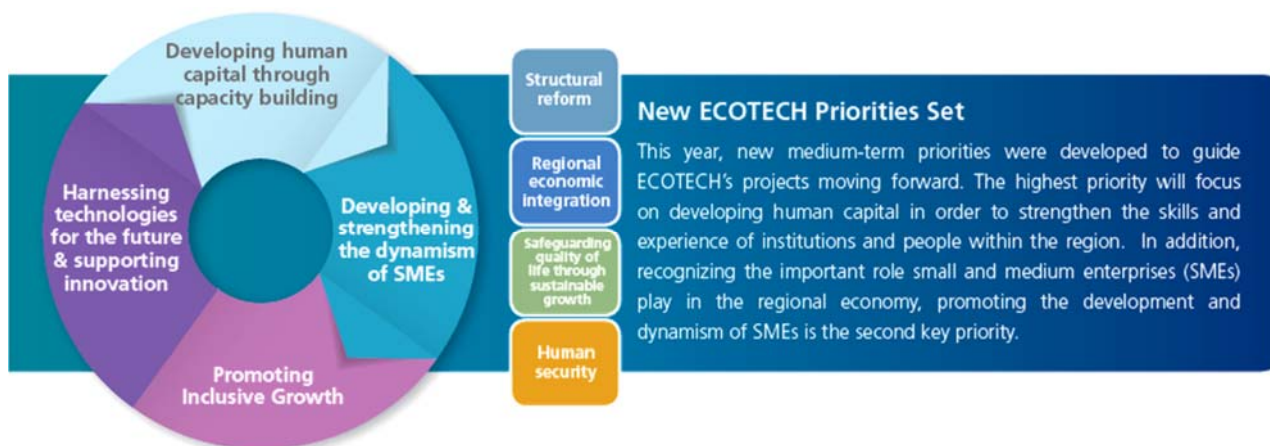 Developing human
capital through
capacity building
Developing &
strengthening
the dynamism
of SMEs
Promoting
Inclusive Growth
Harnessing
technologies
for the future
& supporting
innovation
Structural
reform
Regional
economic
integration
Safeguarding
quality of
life through
sustainable
growth
Human
security
New ECOTECH Priorities Set
This year, new medium-term priorities were developed to guide
ECOTECH's projects moving forward. The highest priority will focus
on developing human capital in order to strengthen the skills and
experience of institutions and people within the region. In addition,
recognizing the important role small and medium enterprises (SMEs)
play in the regional economy, promoting the development and
dynamism of SMEs is the second key priority.